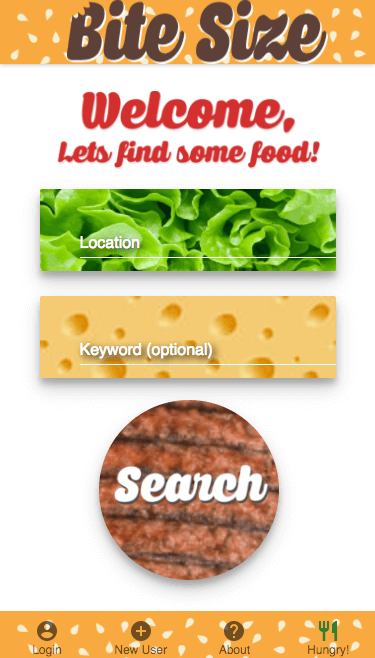 Bite Size
Welcome,
Lets find some food!
Location
Keyword (optional)
Search
Login
New User
About
Hungry!